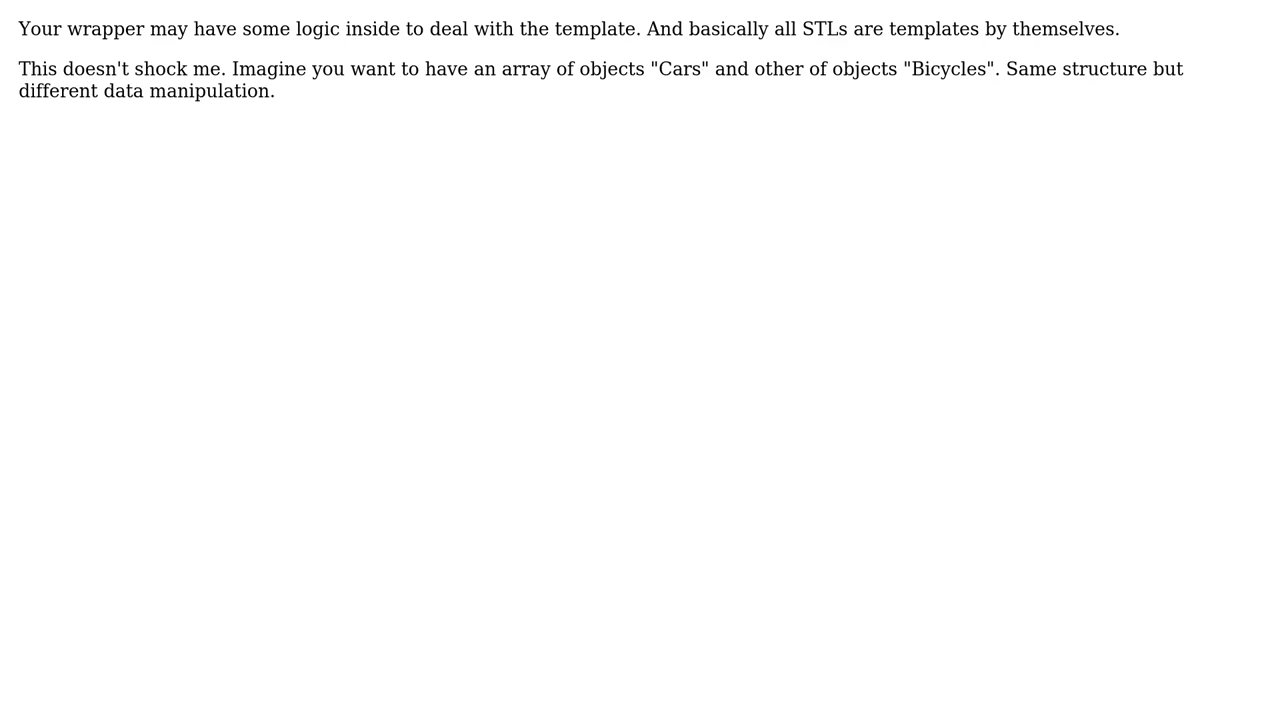 Your wrapper may have some logic inside to deal with the template. And basically all STLs are templates by themselves.
This doesn't shock me. Imagine you want to have an array of objects "Cars" and other of objects "Bicycles". Same structure but
different data manipulation.